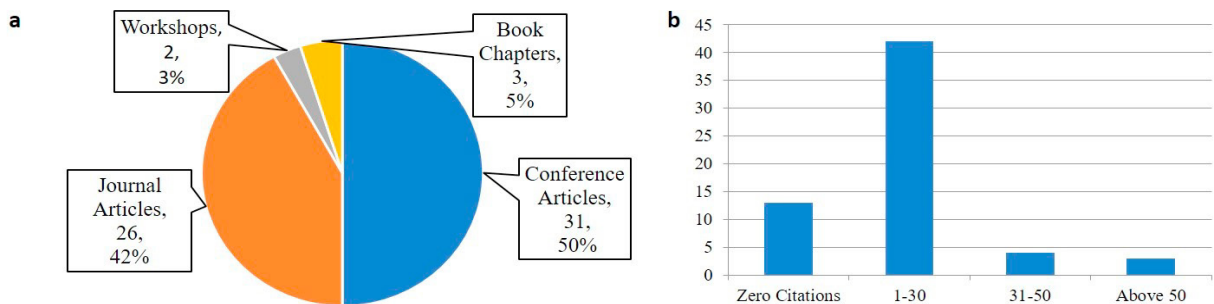 a
Workshops,
2,
3%
Book
Chapters,
3,
5%
Journal
Articles,
26,
42%
Conference
Articles,
31,
50%
b
45
40
35
30
25
20
15
10
5
0
Zero Citations
1-30
31-50
Above 50